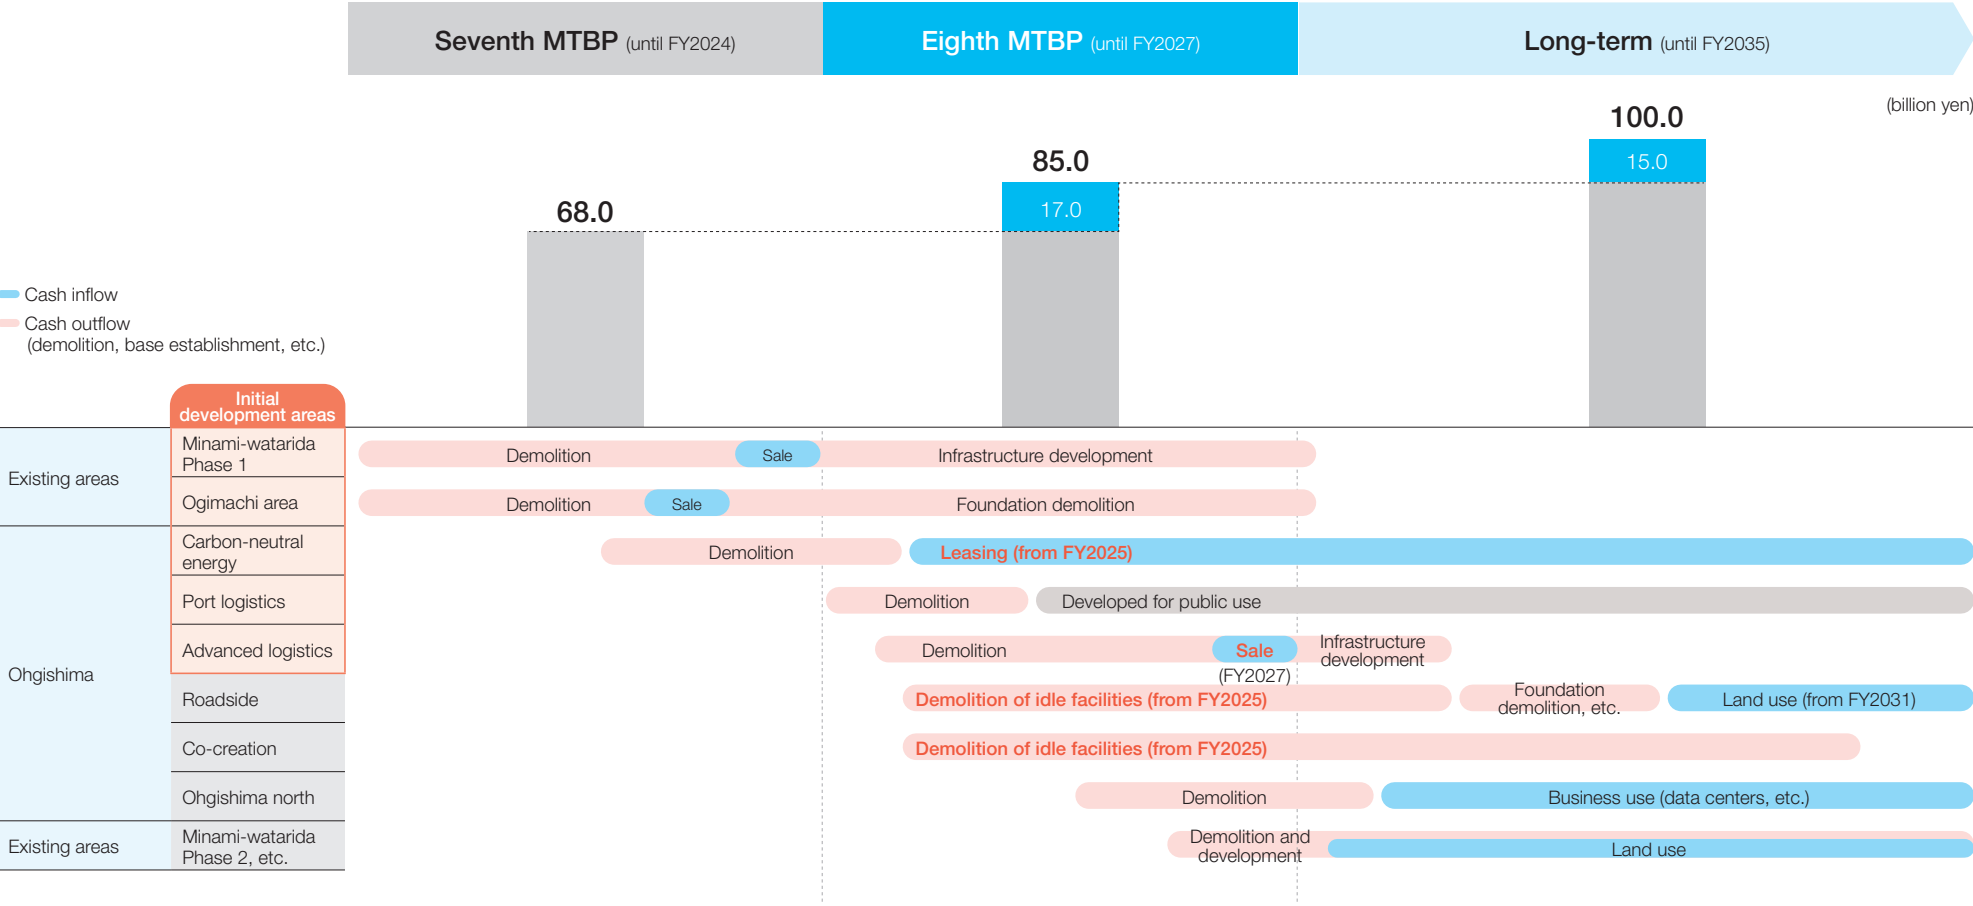 Seventh MTBP (until FY2024)
Eighth MTBP (until FY2027)
Long-term (until FY2035)
(billion yen)
68.0
85.0
17.0
100.0
15.0
Cash inflow
Cash outflow
(demolition, base establishment, etc.)
Initial
development areas
Existing areas
Minami-watarida
Phase 1
Demolition
Sale
Infrastructure development
Ogimachi area
Demolition
Sale
Foundation demolition
Ohgishima
Carbon-neutral
energy
Demolition
Leasing (from FY2025)
Port logistics
Demolition
Developed for public use
Advanced logistics
Demolition
Sale
(FY2027)
Infrastructure
development
Roadside
Demolition of idle facilities (from FY2025)
Foundation
demolition, etc.
Land use (from FY2031)
Co-creation
Demolition of idle facilities (from FY2025)
Ohgishima north
Demolition
Business use (data centers, etc.)
Existing areas
Minami-watarida
Phase 2, etc.
Demolition and
development
Land use